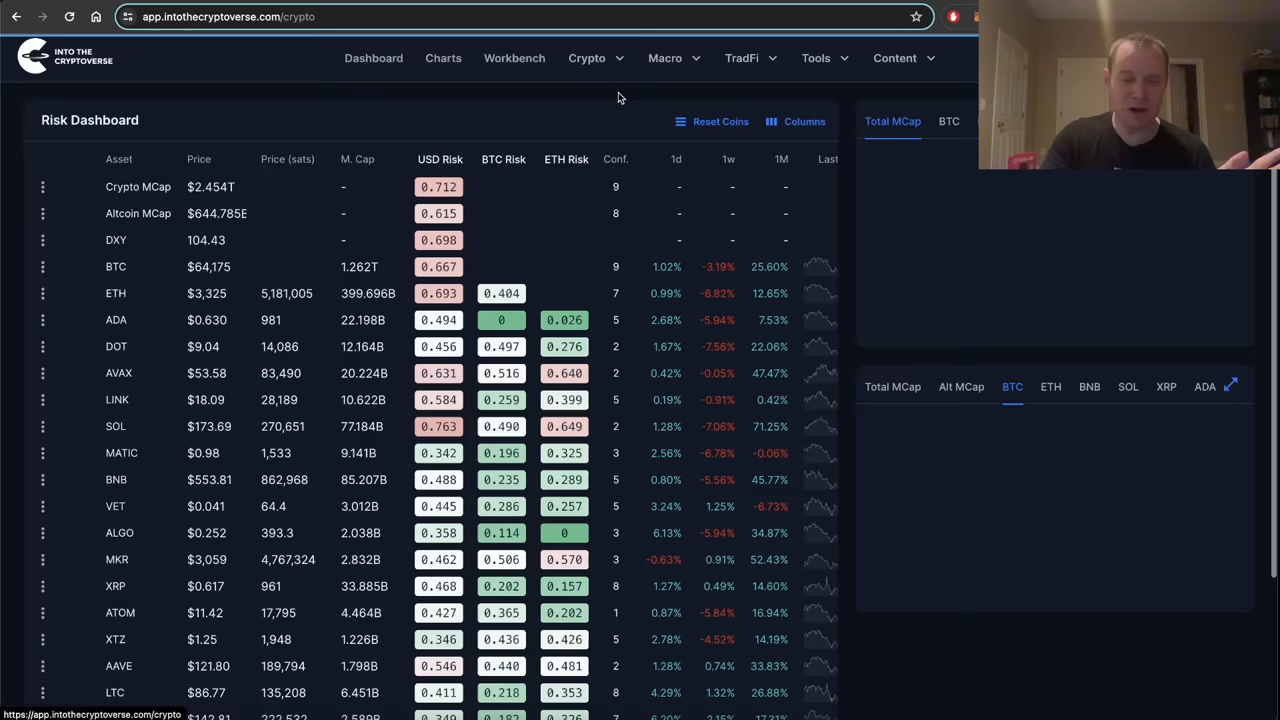 app.intothecryptoverse.com/crypto
INTO THE
CRYPTOVERSE
Dashboard Charts Workbench Crypto Macro TradFi Tools Content
Risk Dashboard Reset Coins Columns Total MCap BTC
Asset Price Price (sats) M. Cap USD Risk BTC Risk ETH Risk Conf. 1d 1w 1M Last
Crypto MCap $2.454T - 0.712 9 - - -
Altcoin MCap $644.785E - 0.615 8 - - -
DXY 104.43 - 0.698 - - -
BTC $64,175 1.262T 0.667 9 1.02% -3.19% 25.60%
ETH $3,325 5,181,005 399.696B 0.693 0.404 7 0.99% -6.82% 12.65%
ADA $0.630 981 22.198B 0.494 0 0.026 5 2.68% -5.94% 7.53%
DOT $9.04 14,086 12.164B 0.456 0.497 0.276 2 1.67% -7.56% 22.06%
AVAX $53.58 83,490 20.224B 0.631 0.516 0.640 2 0.42% -0.05% 47.47%
Total MCap Alt MCap BTC ETH BNB SOL XRP ADA
LINK $18.09 28,189 10.622B 0.584 0.259 0.399 5 0.19% -0.91% 0.42%
SOL $173.69 270,651 77.184B 0.763 0.490 0.649 2 1.28% -7.06% 71.25%
MATIC $0.98 1,533 9.141B 0.342 0.196 0.325 3 2.56% -6.78% -0.06%
BNB $553.81 862,968 85.207B 0.488 0.235 0.289 5 0.80% -5.56% 45.77%
VET $0.041 64.4 3.012B 0.445 0.286 0.257 5 3.24% 1.25% -6.73%
ALGO $0.252 393.3 2.038B 0.358 0.114 0 3 6.13% -5.94% 34.87%
MKR $3,059 4,767,324 2.832B 0.462 0.506 0.570 3 -0.63% 0.91% 52.43%
XRP $0.617 961 33.885B 0.468 0.202 0.157 8 1.27% 0.49% 14.60%
ATOM $11.42 17,795 4.464B 0.427 0.365 0.202 1 0.87% -5.84% 16.94%
XTZ $1.25 1,948 1.226B 0.346 0.436 0.426 5 2.78% -4.52% 14.19%
AAVE $121.80 189,794 1.798B 0.546 0.440 0.481 2 1.28% 0.74% 33.83%
LTC $86.77 135,208 6.451B 0.411 0.218 0.353 8 4.29% 1.32% 26.88%
https://app.intothecryptoverse.com/crypto